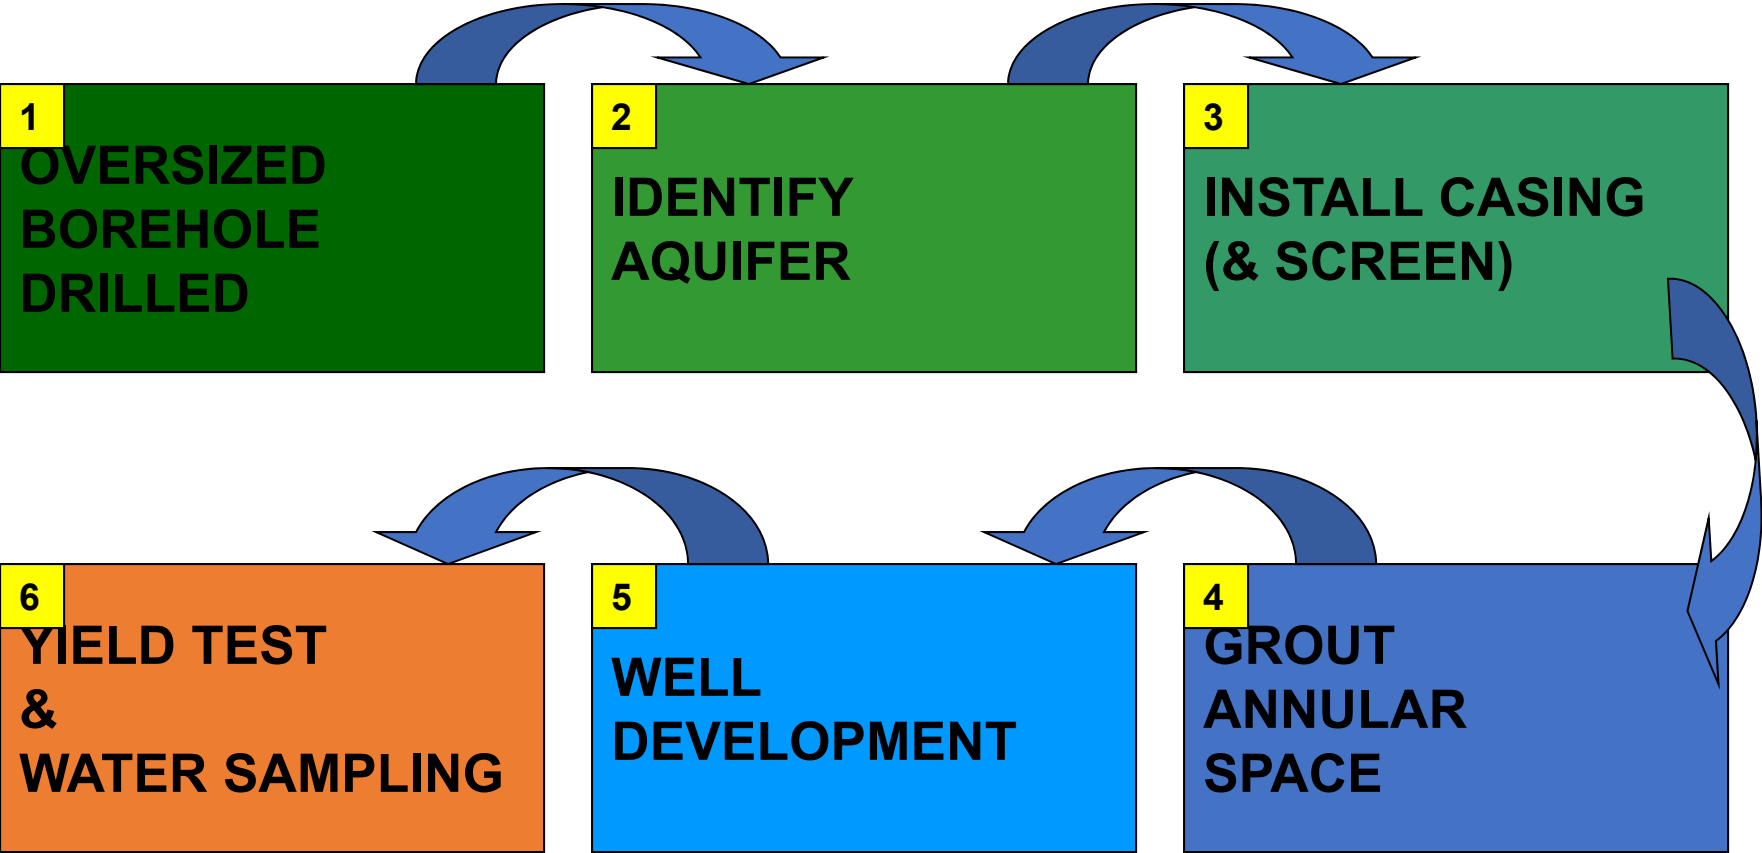 1
OVERSIZED
BOREHOLE
DRILLED
2
IDENTIFY
AQUIFER
3
INSTALL CASING
(& SCREEN)
4
GROUT
ANNULAR
SPACE
5
WELL
DEVELOPMENT
6
YIELD TEST
&
WATER SAMPLING